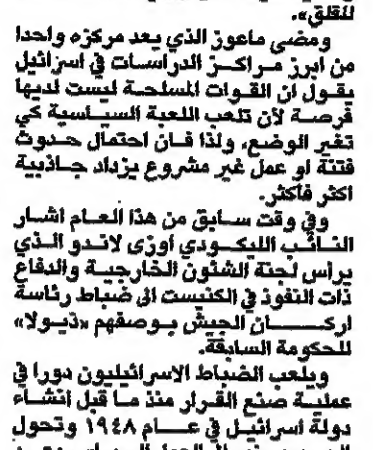 للقلق».
ومضى ماعوز الذي يعد مركزه واحدا
من ابرز مراكز الدراسات في اسرائيل
يقول ان القوات المسلحة ليست لديها
فرصة لأن تلعب اللعبة السياسية كي
تغير الوضع، ولذا فان احتمال حدوث
فتنة او عمل غير مشروع يزداد جاذبية
اكثر فأكثر.
وفي وقت سابق من هذا العام اشار
النائب الليكودي اوزي لاندو الذي
يرأس لجنة الشئون الخارجية والدفاع
ذات النفوذ في الكنيست الى ضباط رئاسة
اركان الجيش بوصفهم «ذيولا»
للحكومة السابقة.
ويلعب الضباط الاسرائيليون دورا في
عملية صنع القرار منذ ما قبل انشاء
دولة اسرائيل في عام ١٩٤٨ وتحول